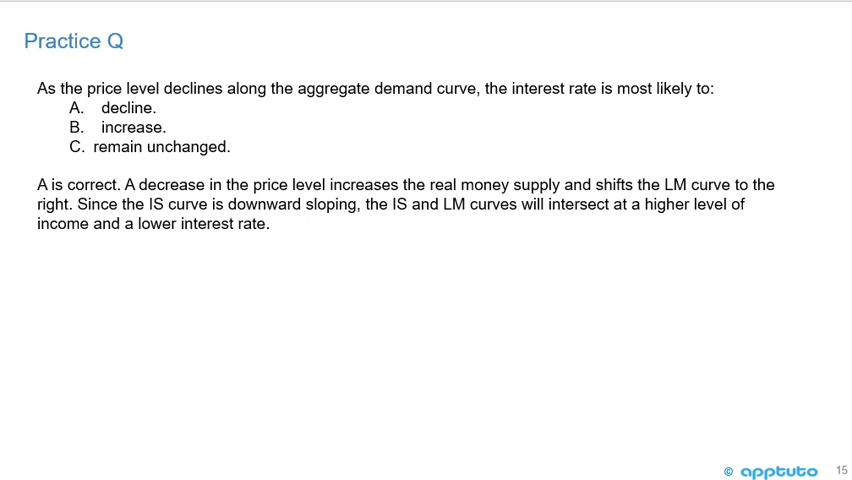 Practice Q
As the price level declines along the aggregate demand curve, the interest rate is most likely to:
A. decline.
B. increase.
C. remain unchanged.
A is correct. A decrease in the price level increases the real money supply and shifts the LM curve to the
right. Since the IS curve is downward sloping, the IS and LM curves will intersect at a higher level of
income and a lower interest rate.
© apptuto 15